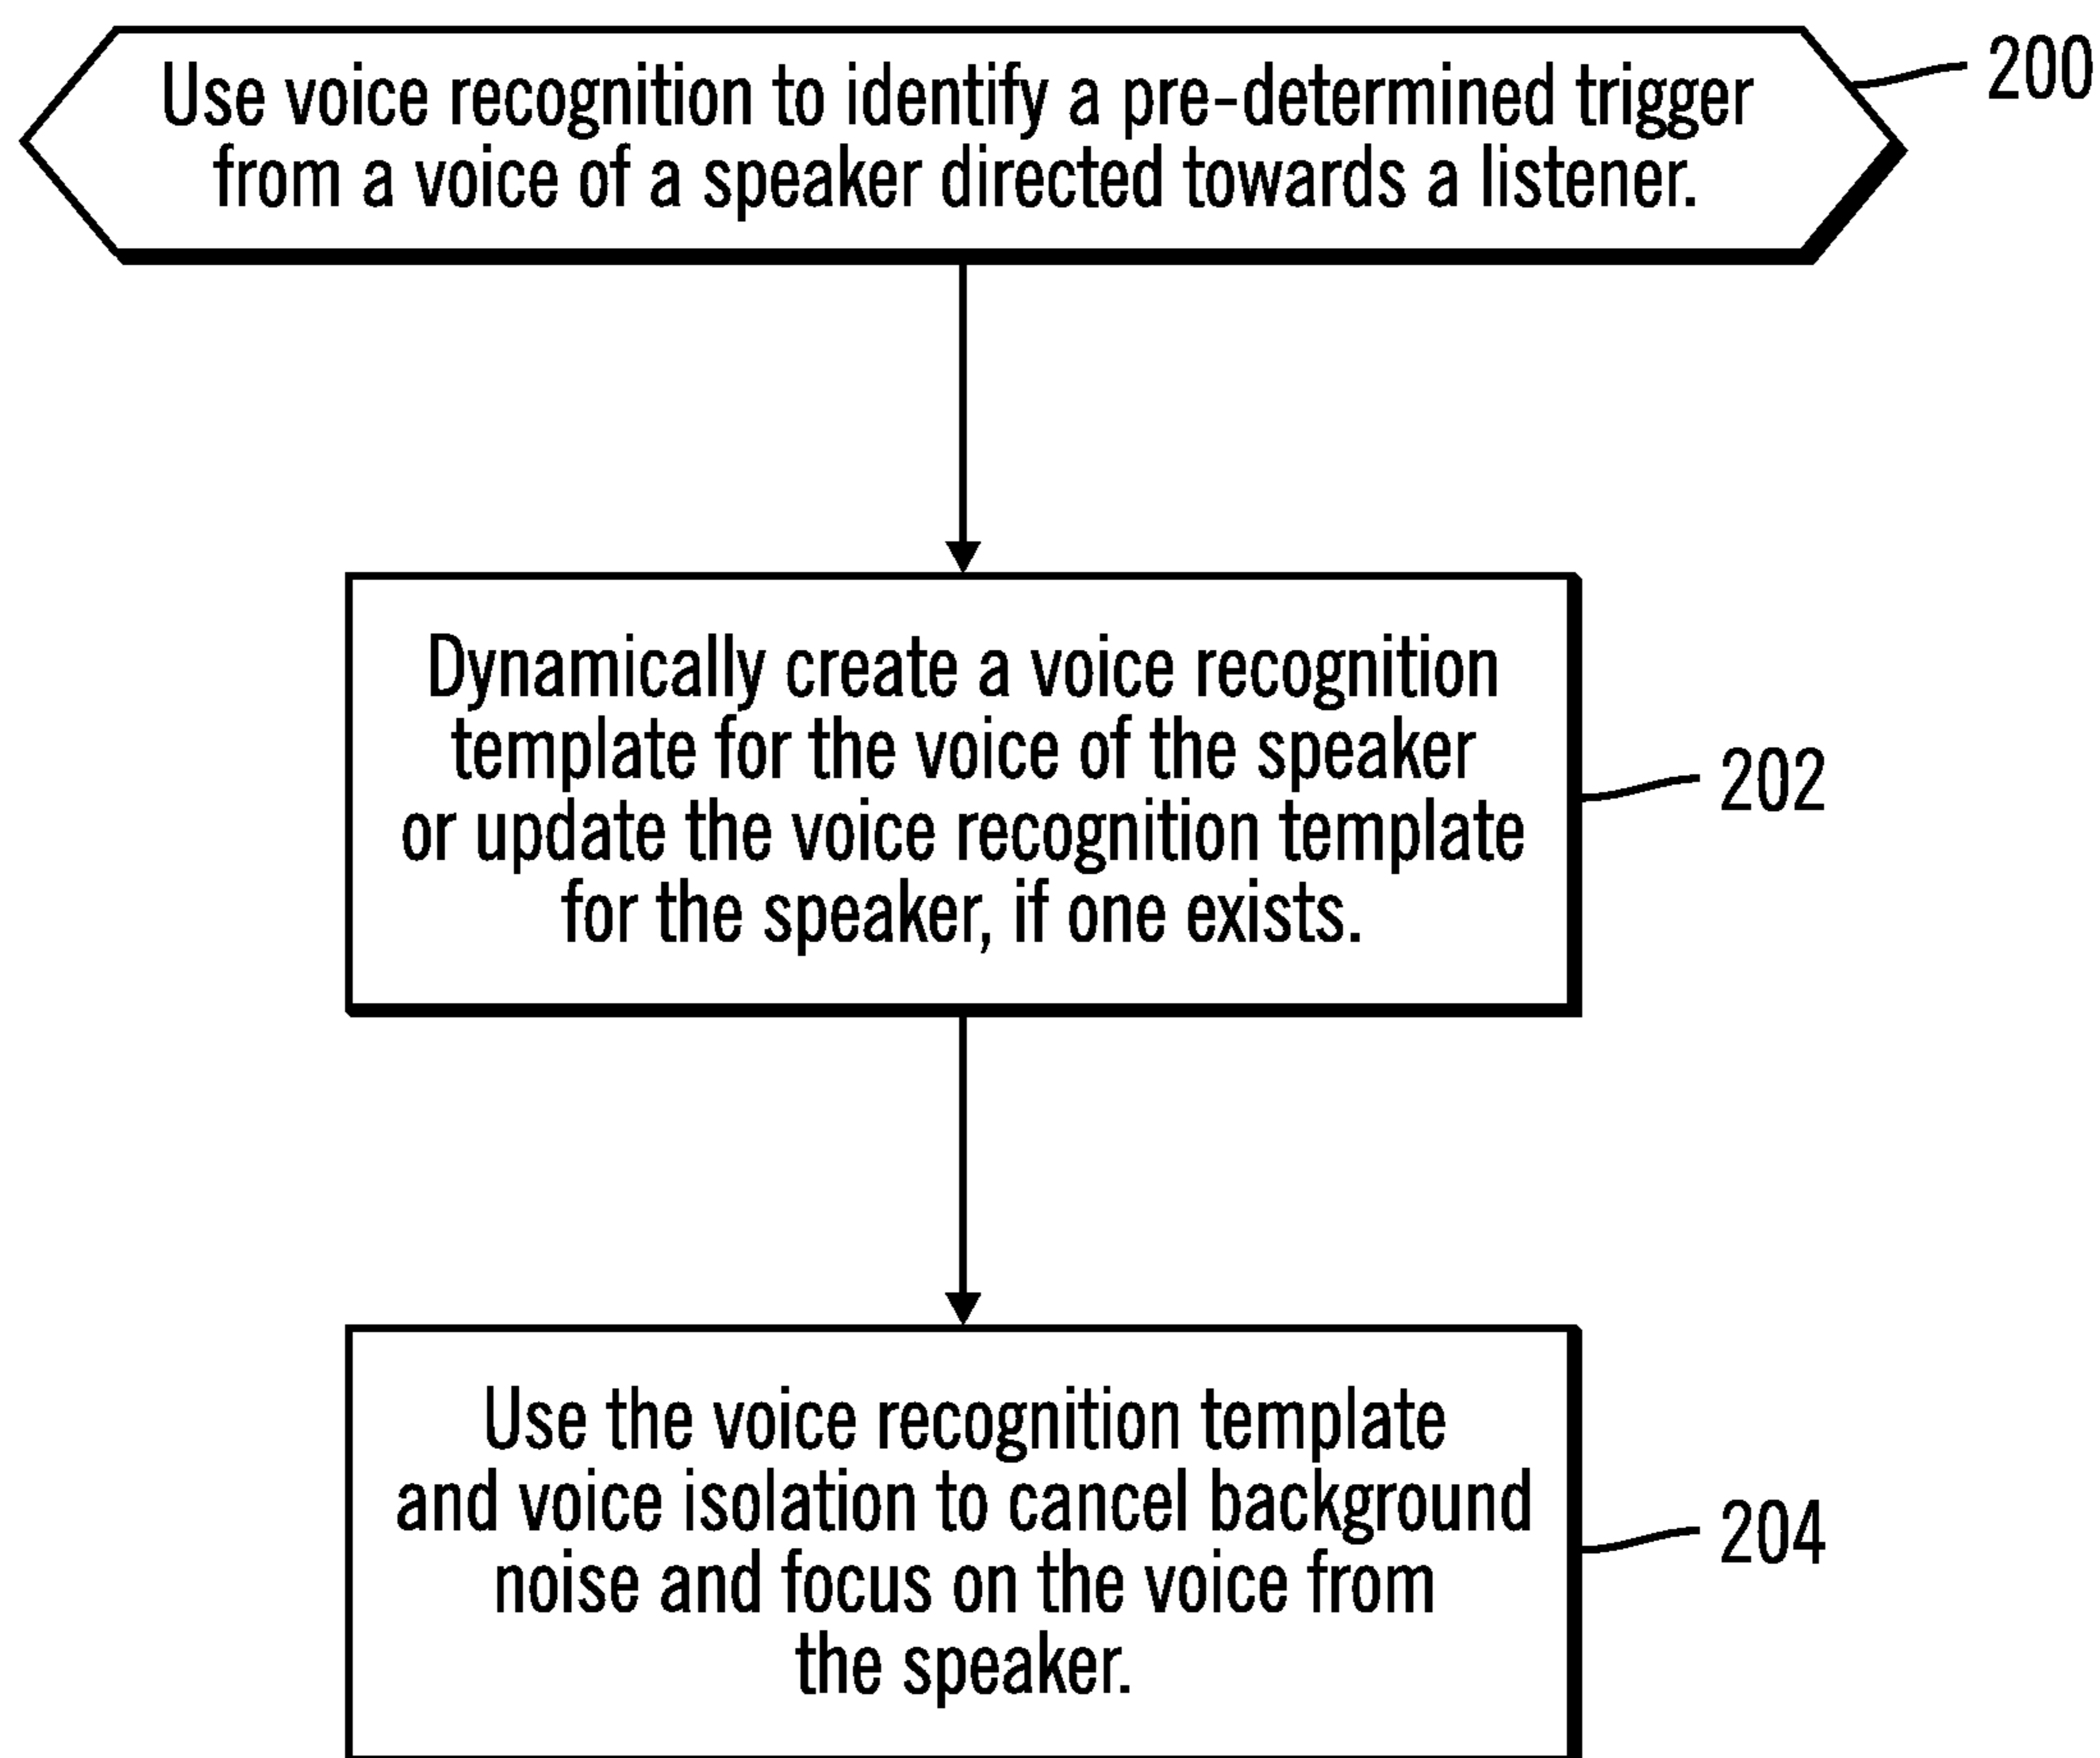 Use voice recognition to identify a pre-determined trigger
from a voice of a speaker directed towards a listener.
200
Dynamically create a voice recognition
template for the voice of the speaker
or update the voice recognition template
for the speaker, if one exists.
202
Use the voice recognition template
and voice isolation to cancel background
noise and focus on the voice from
the speaker.
204